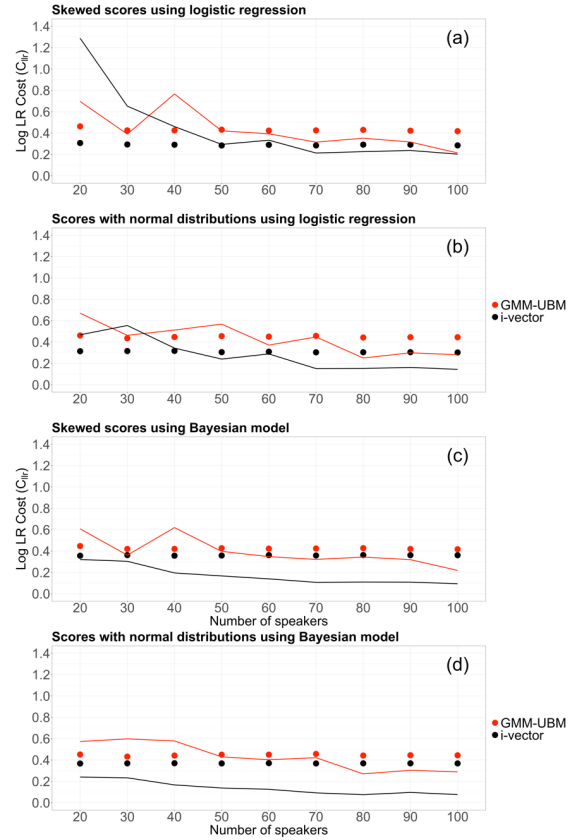 Skewed scores using logistic regression
(a)
Log LR Cost (Cllr)
1.4
1.2
1.0
0.8
0.6
0.4
0.2
0.0
20 30 40 50 60 70 80 90 100
Scores with normal distributions using logistic regression
(b)
1.4
1.2
1.0
0.8
0.6
0.4
0.2
0.0
20 30 40 50 60 70 80 90 100
GMM-UBM
i-vector
Skewed scores using Bayesian model
(c)
Log LR Cost (Cllr)
1.4
1.2
1.0
0.8
0.6
0.4
0.2
0.0
20 30 40 50 60 70 80 90 100
Number of speakers
Scores with normal distributions using Bayesian model
(d)
1.4
1.2
1.0
0.8
0.6
0.4
0.2
0.0
20 30 40 50 60 70 80 90 100
Number of speakers
GMM-UBM
i-vector